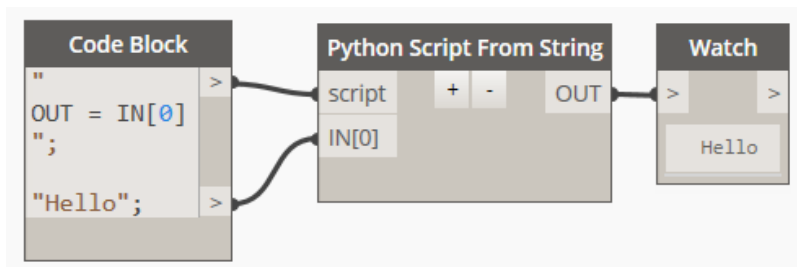 Code Block
"
OUT = IN[0]
";
"Hello";
>
>
Python Script From String
script
+
-
OUT
IN[0]
Watch
>
>
Hello